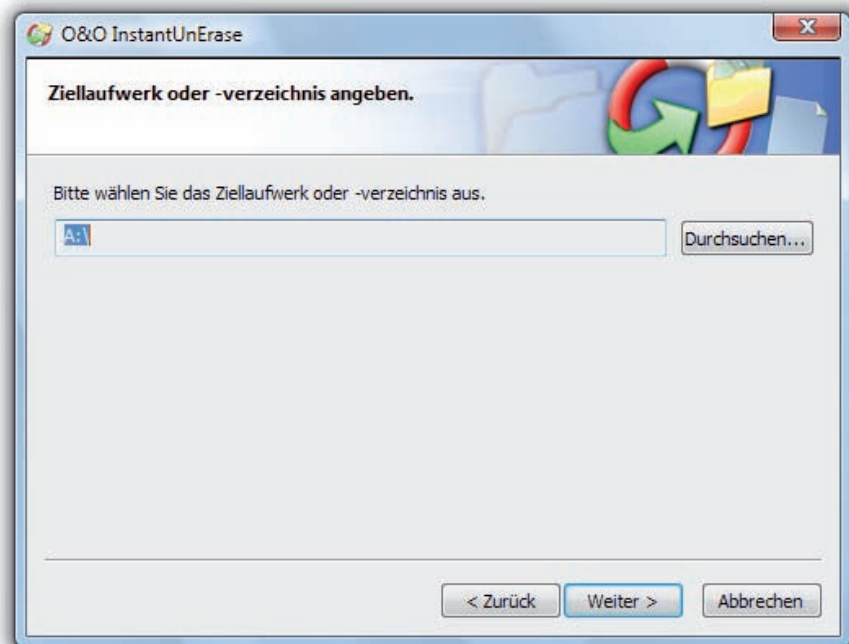 O&O InstantUnErase
Ziellaufwerk oder -verzeichnis angeben.
Bitte wählen Sie das Ziellaufwerk oder -verzeichnis aus.
A:\
Durchsuchen...
< Zurück
Weiter >
Abbrechen